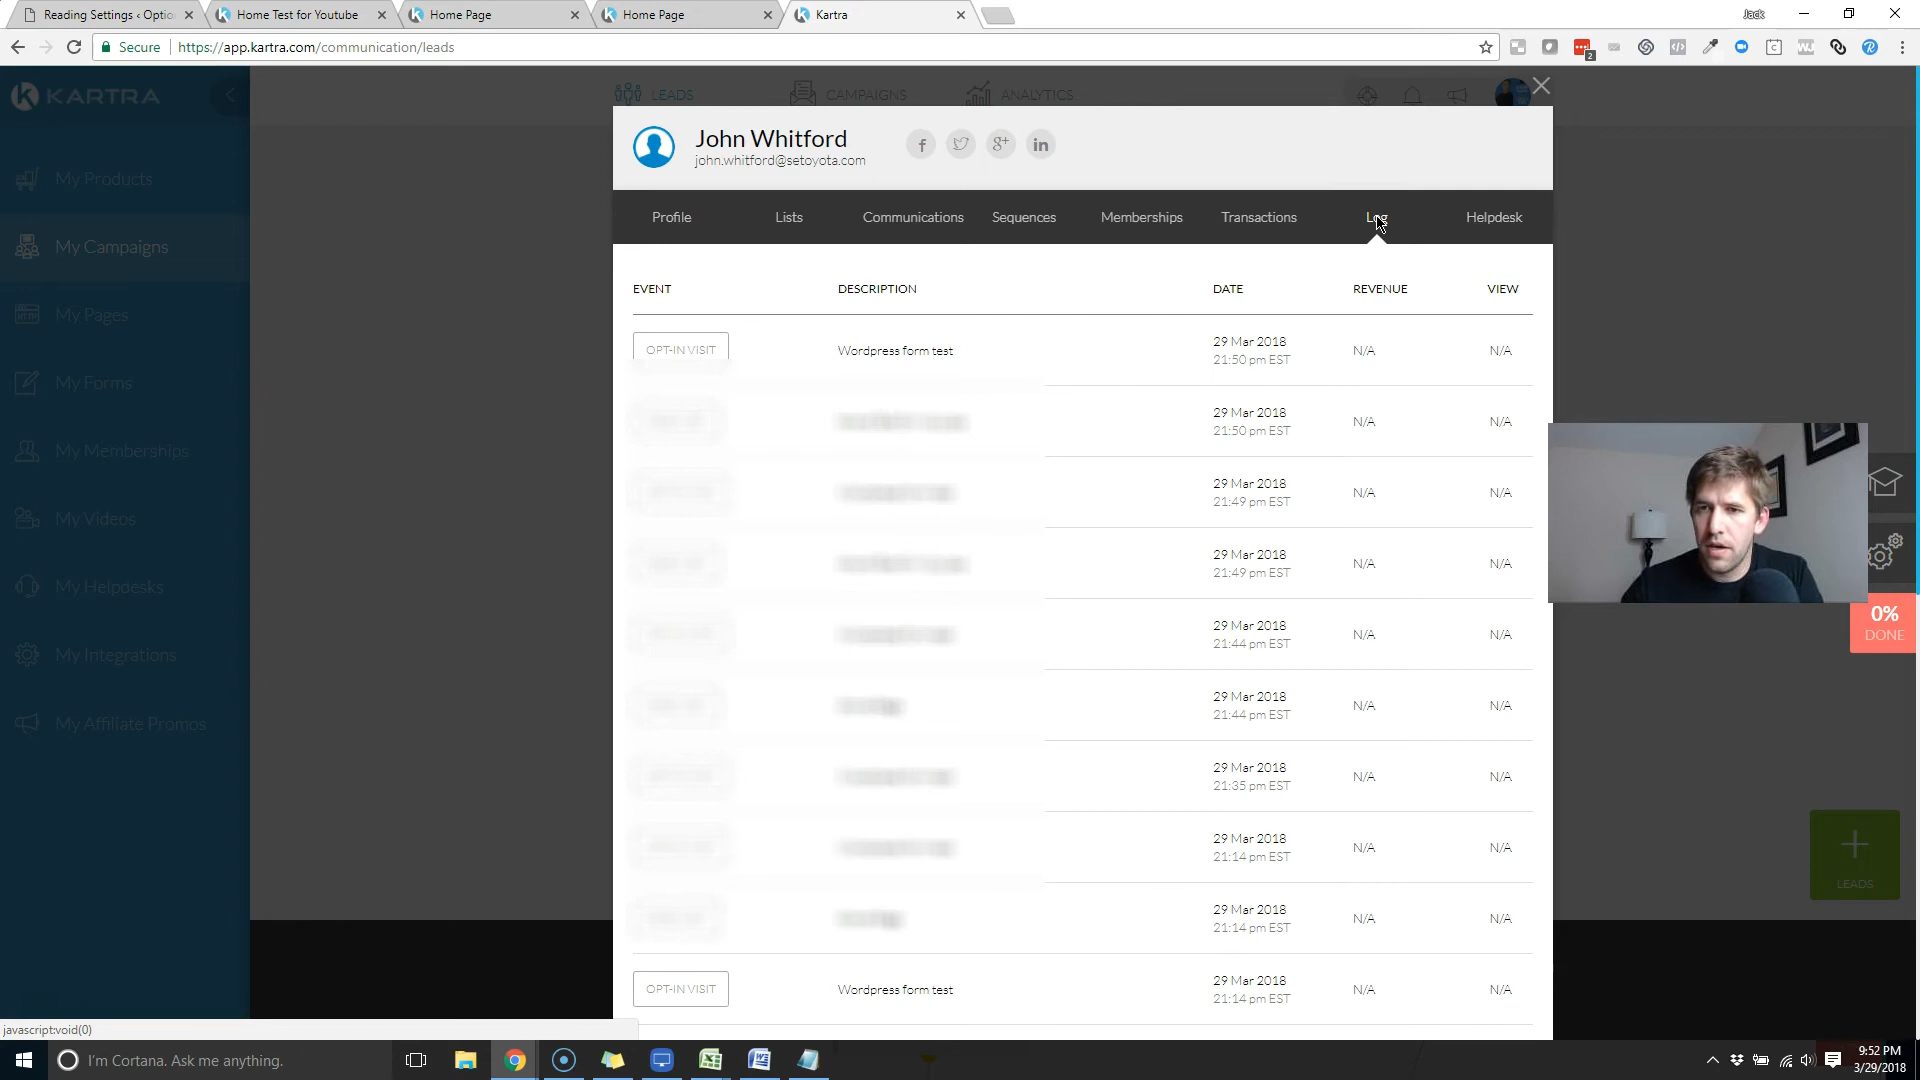 Reading Settings ‹ Optio
Home Test for Youtube
Home Page
Home Page
Kartra
Jack
Secure
https://app.kartra.com/communication/leads
2
KARTRA
LEADS
CAMPAIGNS
ANALYTICS
My Products
My Campaigns
My Pages
My Forms
My Memberships
My Videos
My Helpdesks
My Integrations
My Affiliate Promos
John Whitford
john.whitford@setoyota.com
Profile
Lists
Communications
Sequences
Memberships
Transactions
Log
Helpdesk
EVENT DESCRIPTION DATE REVENUE VIEW
OPT-IN VISIT Wordpress form test 29 Mar 2018 N/A N/A
21:50 pm EST
29 Mar 2018 N/A N/A
21:50 pm EST
29 Mar 2018 N/A N/A
21:49 pm EST
29 Mar 2018 N/A N/A
21:49 pm EST
29 Mar 2018 N/A N/A
21:44 pm EST
29 Mar 2018 N/A N/A
21:44 pm EST
29 Mar 2018 N/A N/A
21:35 pm EST
29 Mar 2018 N/A N/A
21:14 pm EST
29 Mar 2018 N/A N/A
21:14 pm EST
OPT-IN VISIT Wordpress form test 29 Mar 2018 N/A N/A
21:14 pm EST
0%
DONE
LEADS
javascript:void(0)
I'm Cortana. Ask me anything.
9:52 PM
3/29/2018